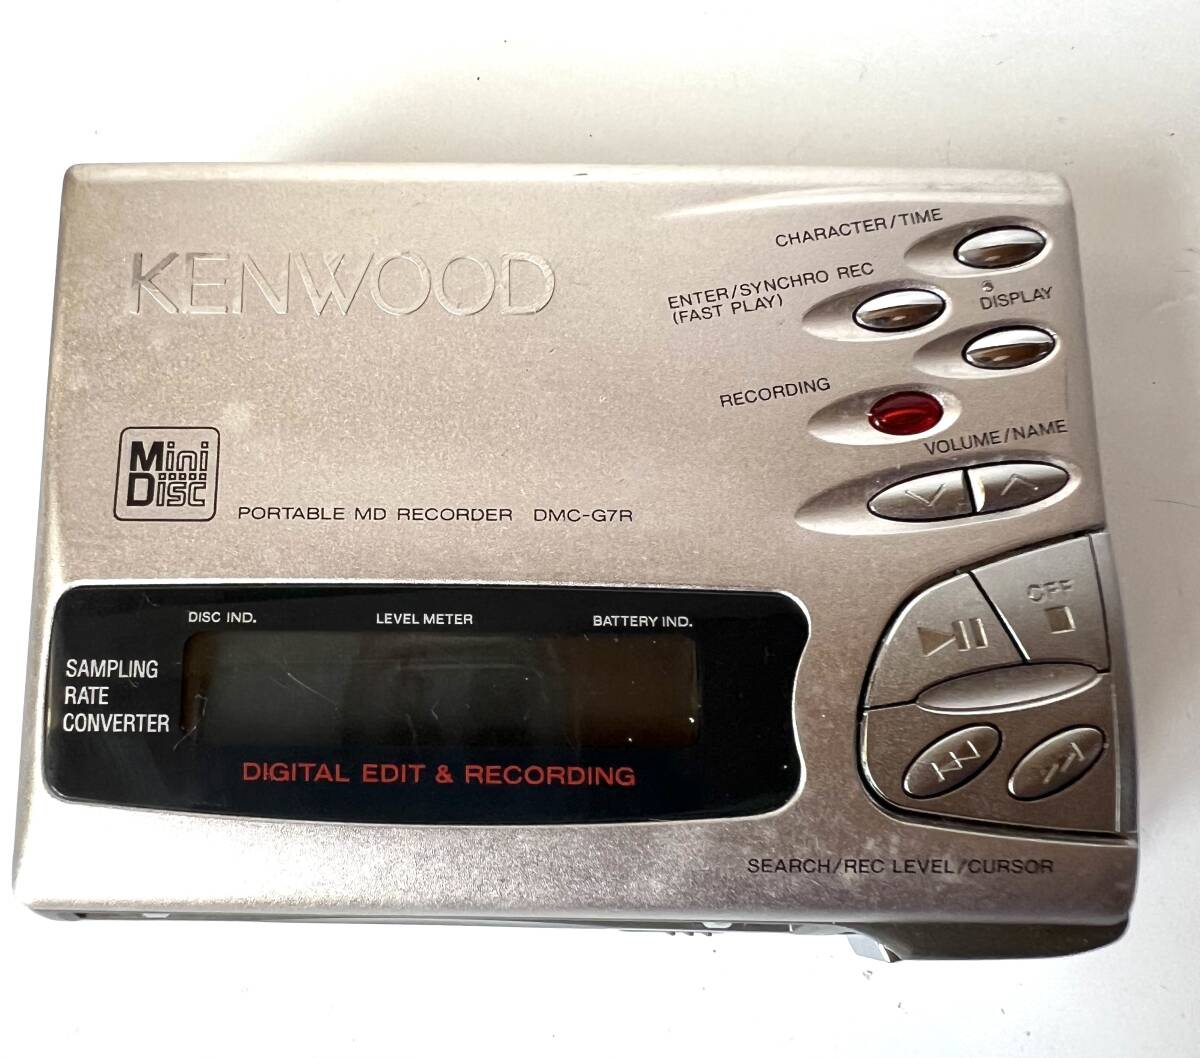 KENWOOD
CHARACTER/TIME
ENTER/SYNCHRO REC
(FAST PLAY)
DISPLAY
RECORDING
VOLUME/NAME
Mini
Disc
PORTABLE MD RECORDER DMC-G7R
OFF
DISC IND.
LEVEL METER
BATTERY IND.
SAMPLING
RATE
CONVERTER
DIGITAL EDIT & RECORDING
SEARCH/REC LEVEL/CURSOR